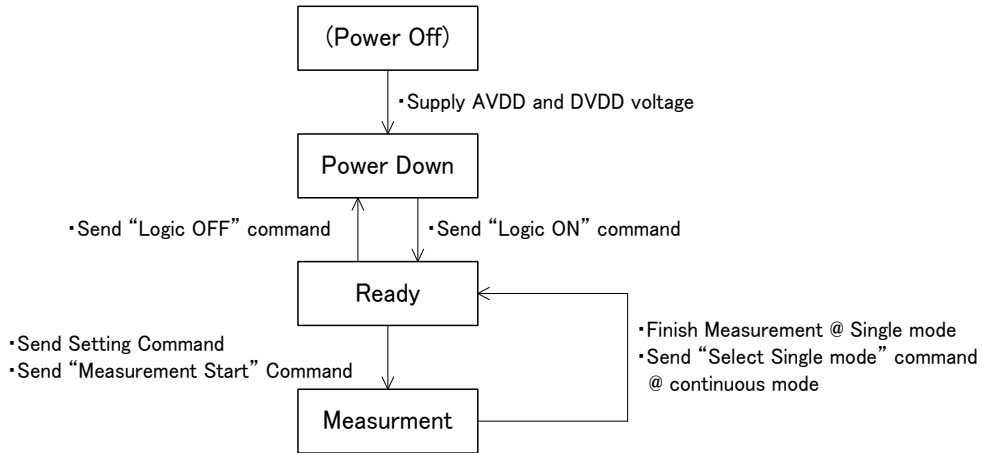 (Power Off)
・Supply AVDD and DVDD voltage
Power Down
・Send “Logic OFF” command
・Send “Logic ON” command
Ready
・Send Setting Command
・Send “Measurement Start” Command
・Finish Measurement @ Single mode
・Send “Select Single mode” command
@ continuous mode
Measurment